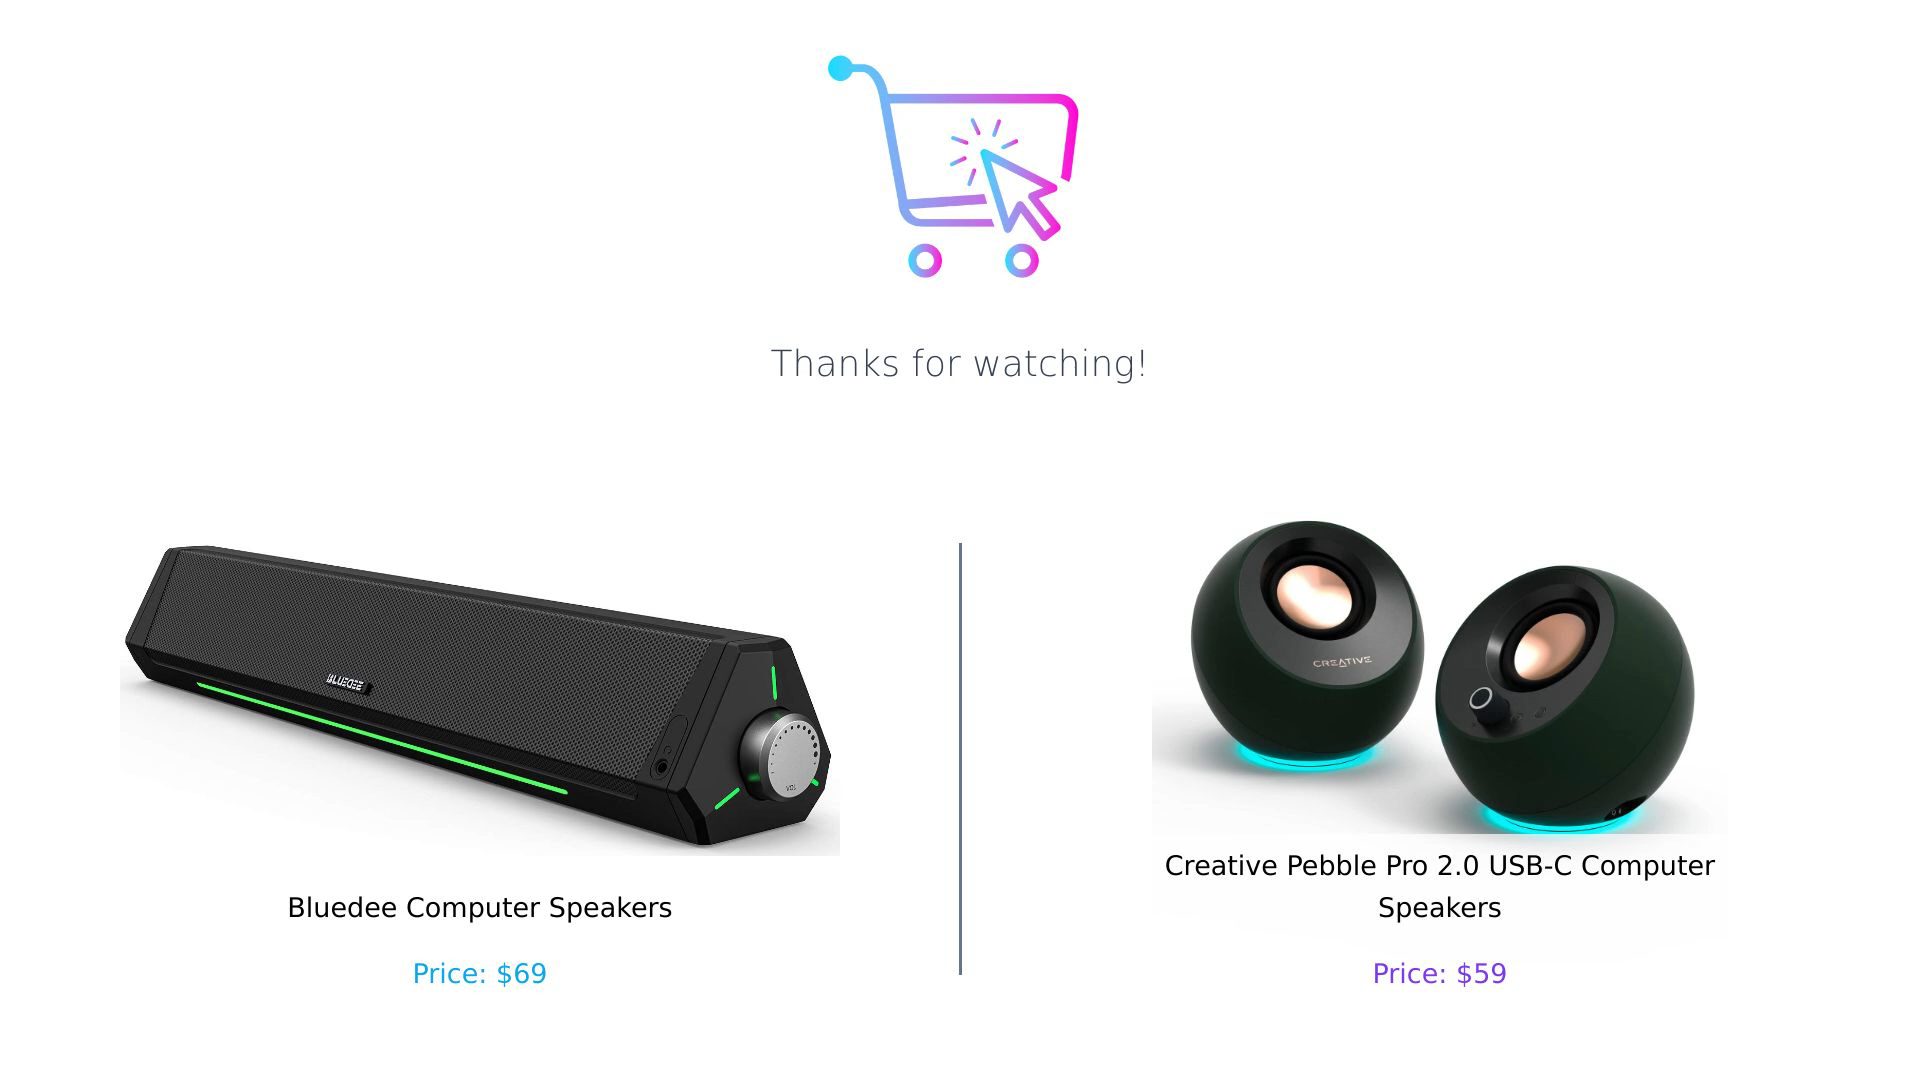 Thanks for watching!
BLUEDEE
VOL
Bluedee Computer Speakers
Price: $69
CREATIVE
Creative Pebble Pro 2.0 USB-C Computer
Speakers
Price: $59